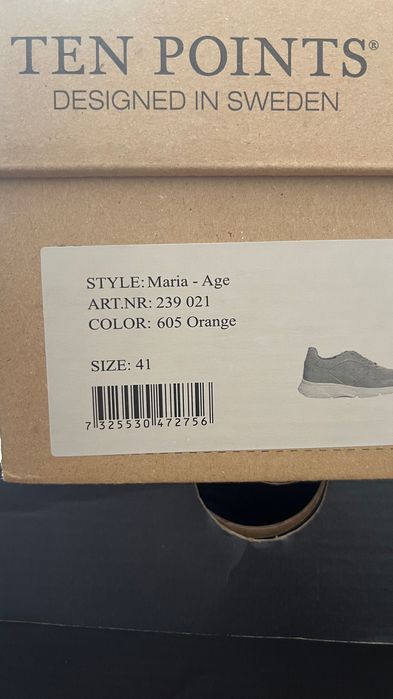 TEN POINTS®
DESIGNED IN SWEDEN
STYLE: Maria - Age
ART.NR: 239 021
COLOR: 605 Orange
SIZE: 41
7 325530 472756